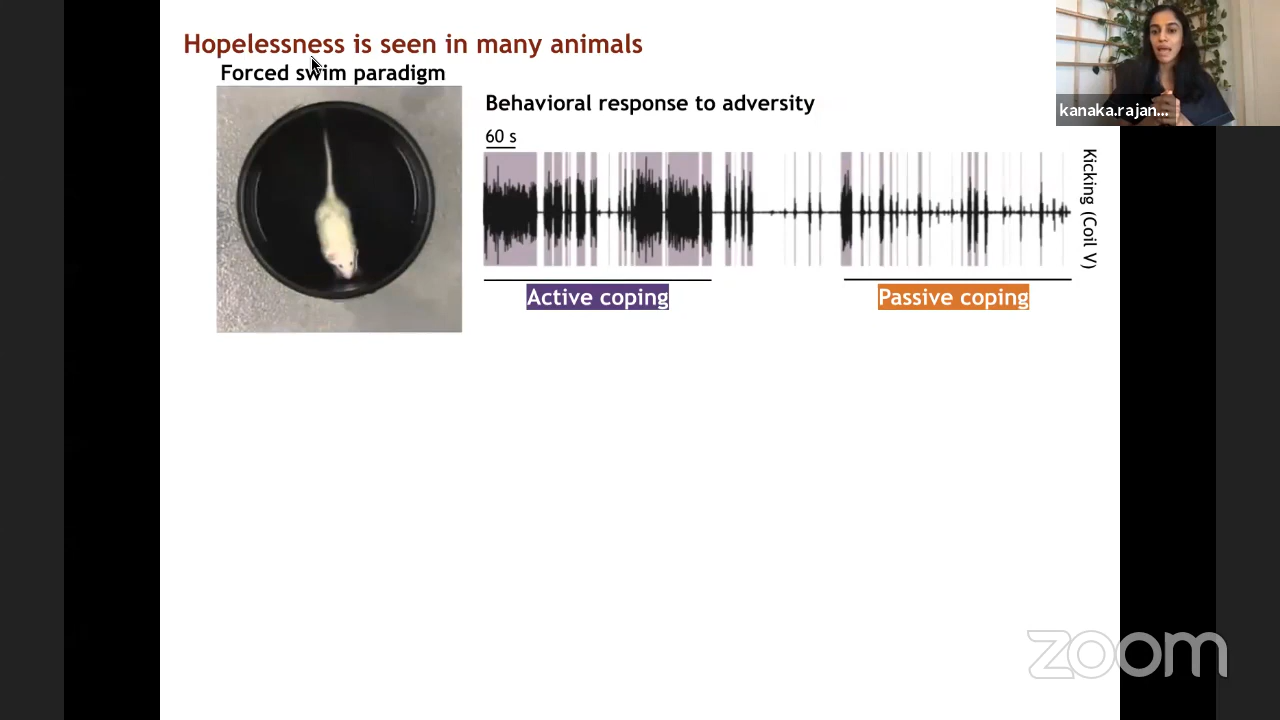 Hopelessness is seen in many animals
Forced swim paradigm
Behavioral response to adversity
60 s
Kicking (Coil V)
Active coping
Passive coping
kanaka.rajan...
zoom